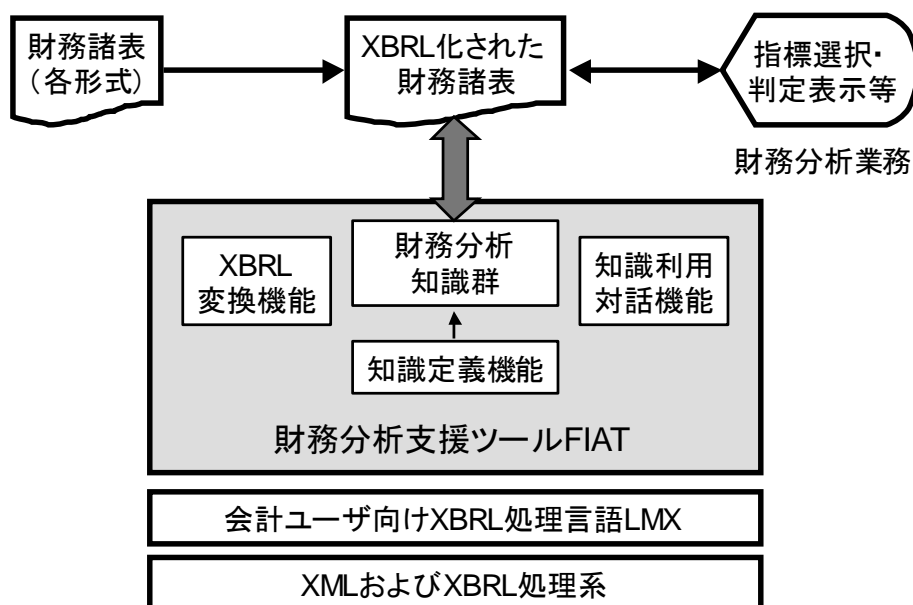 財務諸表
（各形式）
XBRL化された
財務諸表
指標選択・
判定表示等
財務分析業務
XBRL
変換機能
財務分析
知識群
知識利用
対話機能
知識定義機能
財務分析支援ツールFIAT
会計ユーザ向けXBRL処理言語LMX
XMLおよびXBRL処理系